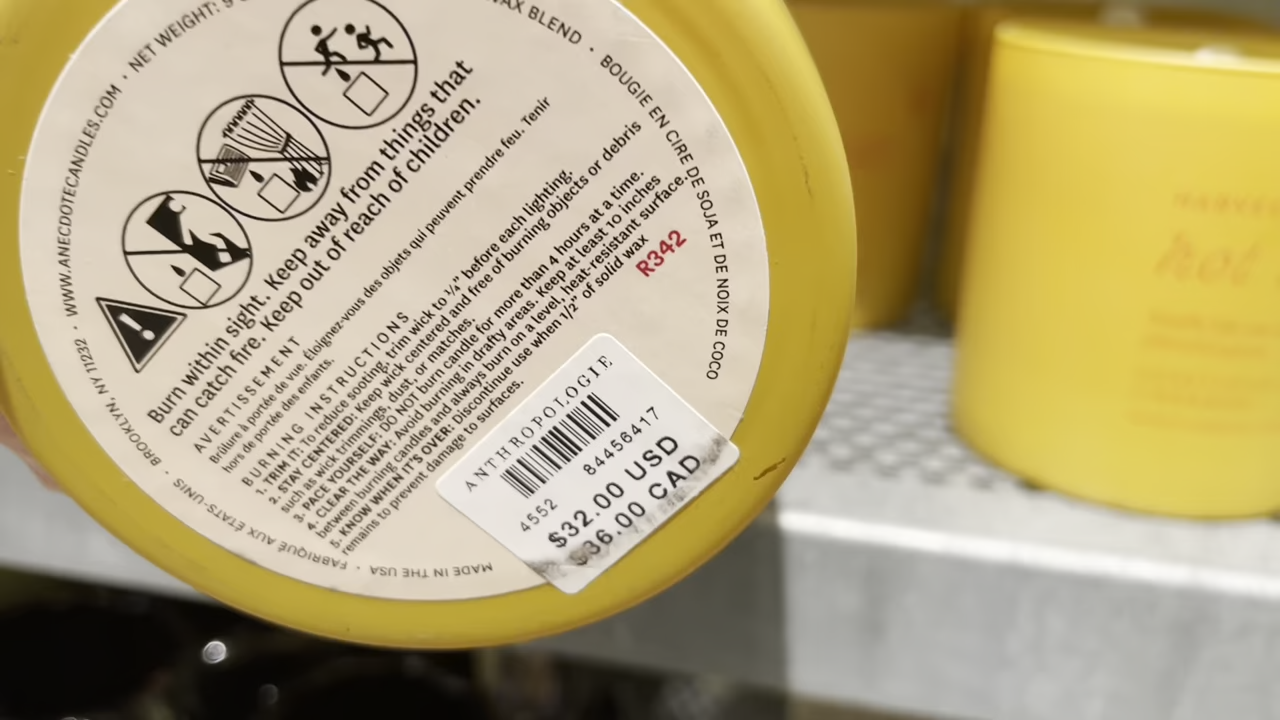 BROOKLYN, NY 11232 · WWW.ANECDOTECANDLES.COM · NET WEIGHT: 9
WAX BLEND · BOUGIE EN CIRE DE SOJA ET DE NOIX DE COCO
Burn within sight. Keep away from things that
can catch fire. Keep out of reach of children.
AVERTISSEMENT
Brûlure à portée de vue. Éloignez-vous des objets qui peuvent prendre feu. Tenir
hors de portée des enfants.
BURNING INSTRUCTIONS
1. TRIM IT: To reduce sooting, trim wick to 1/4" before each lighting.
2. STAY CENTERED: Keep wick centered and free of burning objects or debris
such as wick trimmings, dust, or matches.
3. PACE YOURSELF: DO NOT burn candle for more than 4 hours at a time.
4. CLEAR THE WAY: Avoid burning in drafty areas. Keep at least 10 inches
between burning candles and always burn on a level, heat-resistant surface.
5. KNOW WHEN IT'S OVER: Discontinue use when 1/2" of solid wax
remains to prevent damage to surfaces.
R342
MADE IN THE USA · FABRIQUÉ AUX ÉTATS-UNIS ·
ANTHROPOLOGIE
4552 84456417
$32.00 USD
$36.00 CAD
hot